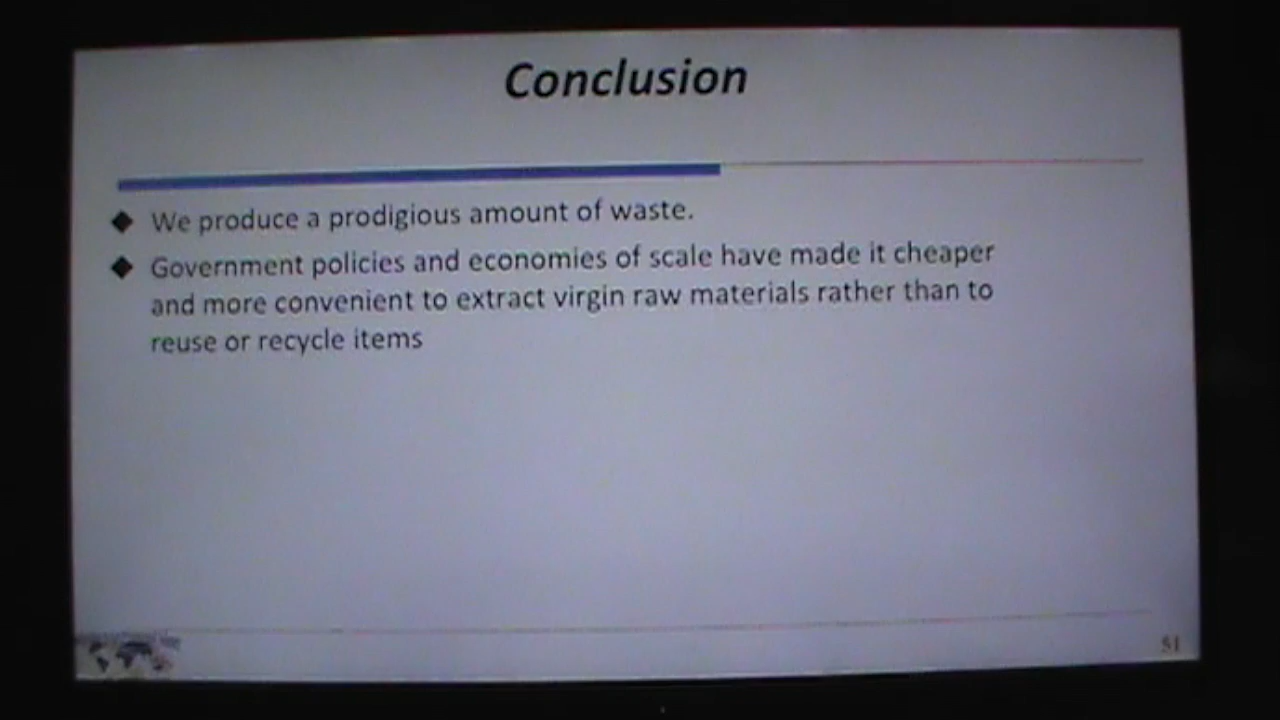 Conclusion
We produce a prodigious amount of waste.
Government policies and economies of scale have made it cheaper
and more convenient to extract virgin raw materials rather than to
reuse or recycle items
51